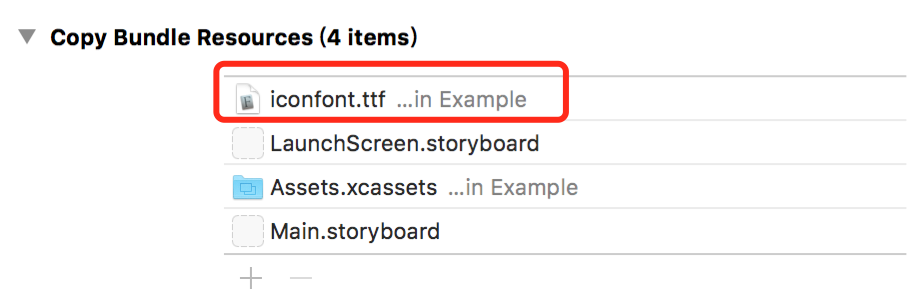 Copy Bundle Resources (4 items)
iconfont.ttf ...in Example
LaunchScreen.storyboard
Assets.xcassets ...in Example
Main.storyboard